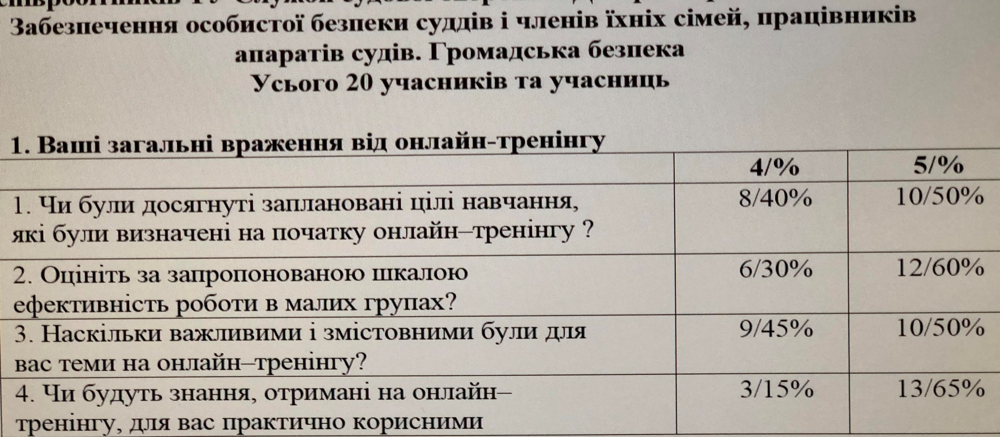 Забезпечення особистої безпеки суддів і членів їхніх сімей, працівників
апаратів судів. Громадська безпека
Усього 20 учасників та учасниць
1. Ваші загальні враження від онлайн-тренінгу
4/% 5/%
1. Чи були досягнуті заплановані цілі навчання, 8/40% 10/50%
які були визначені на початку онлайн–тренінгу ?
2. Оцініть за запропонованою шкалою 6/30% 12/60%
ефективність роботи в малих групах?
3. Наскільки важливими і змістовними були для 9/45% 10/50%
вас теми на онлайн–тренінгу?
4. Чи будуть знання, отримані на онлайн– 3/15% 13/65%
тренінгу, для вас практично корисними